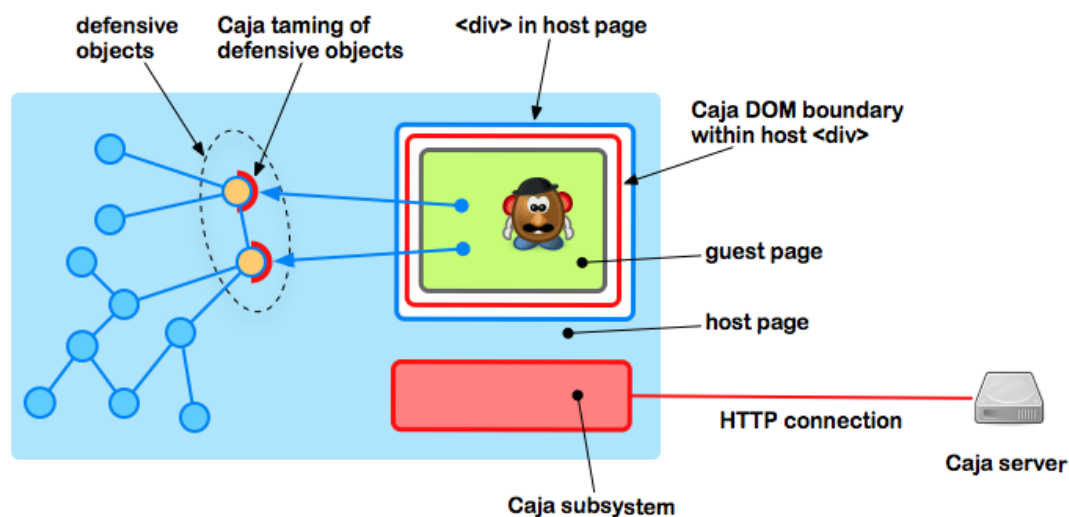 defensive
objects
Caja taming of
defensive objects
<div> in host page
Caja DOM boundary
within host <div>
guest page
host page
HTTP connection
Caja server
Caja subsystem